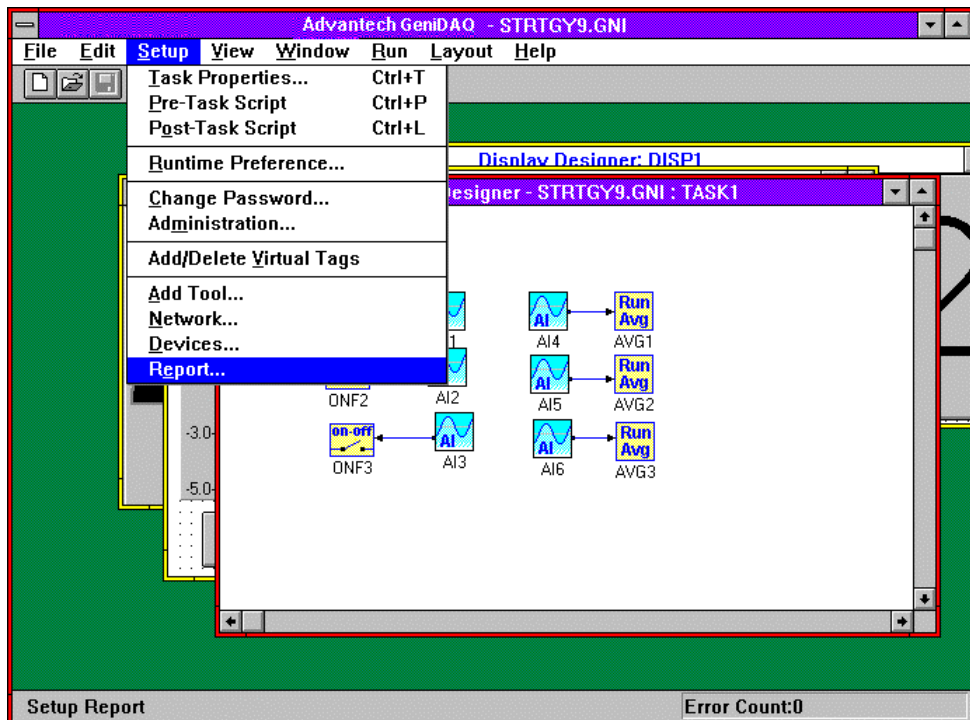 Advantech GeniDAQ - STRTGY9.GNI
File Edit Setup View Window Run Layout Help
Task Properties... Ctrl+T
Pre-Task Script Ctrl+P
Post-Task Script Ctrl+L
Runtime Preference...
Change Password...
Administration...
Add/Delete Virtual Tags
Add Tool...
Network...
Devices...
Report...
Display Designer: DISP1
esigner - STRTGY9.GNI : TASK1
AI Run Avg
1 AI4 AVG1
AI Run Avg
ONF2 AI2 AI5 AVG2
on-off AI AI Run Avg
ONF3 AI3 AI6 AVG3
-3.0
-5.0
Setup Report Error Count:0